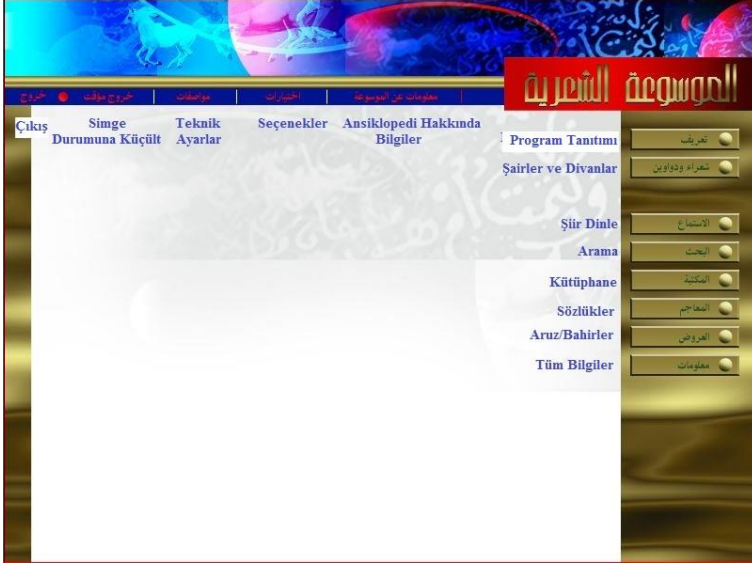 الموسوعة الشعرية
خروج
خروج مؤقت
مواصفات
اختيارات
معلومات عن الموسوعة
Çıkış
Simge
Durumuna Küçült
Teknik
Ayarlar
Seçenekler
Ansiklopedi Hakkında
Bilgiler
Program Tanıtımı
تعريف
Şairler ve Divanlar
شعراء ودواوين
Şiir Dinle
الاستماع
Arama
البحث
Kütüphane
المكتبة
Sözlükler
المعاجم
Aruz/Bahirler
العروض
Tüm Bilgiler
معلومات